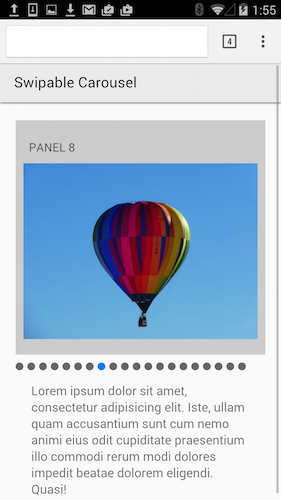 1:55
4
Swipable Carousel
PANEL 8
Lorem ipsum dolor sit amet,
consectetur adipisicing elit. Iste, ullam
quam accusantium sunt cum nemo
animi eius odit cupiditate praesentium
illo commodi rerum modi dolores
impedit beatae dolorem eligendi.
Quasi!